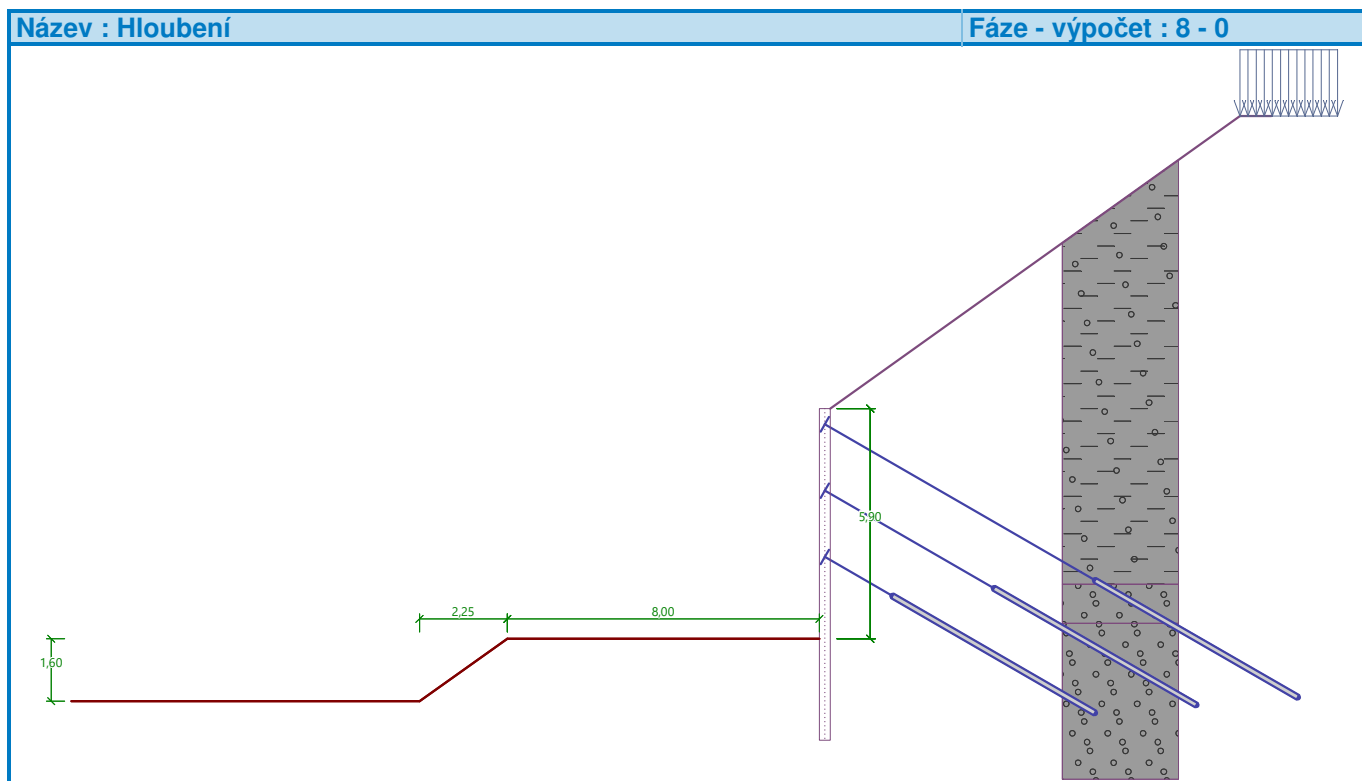 Název : Hloubení
Fáze - výpočet : 8 - 0
5,90
2,25
8,00
1,60